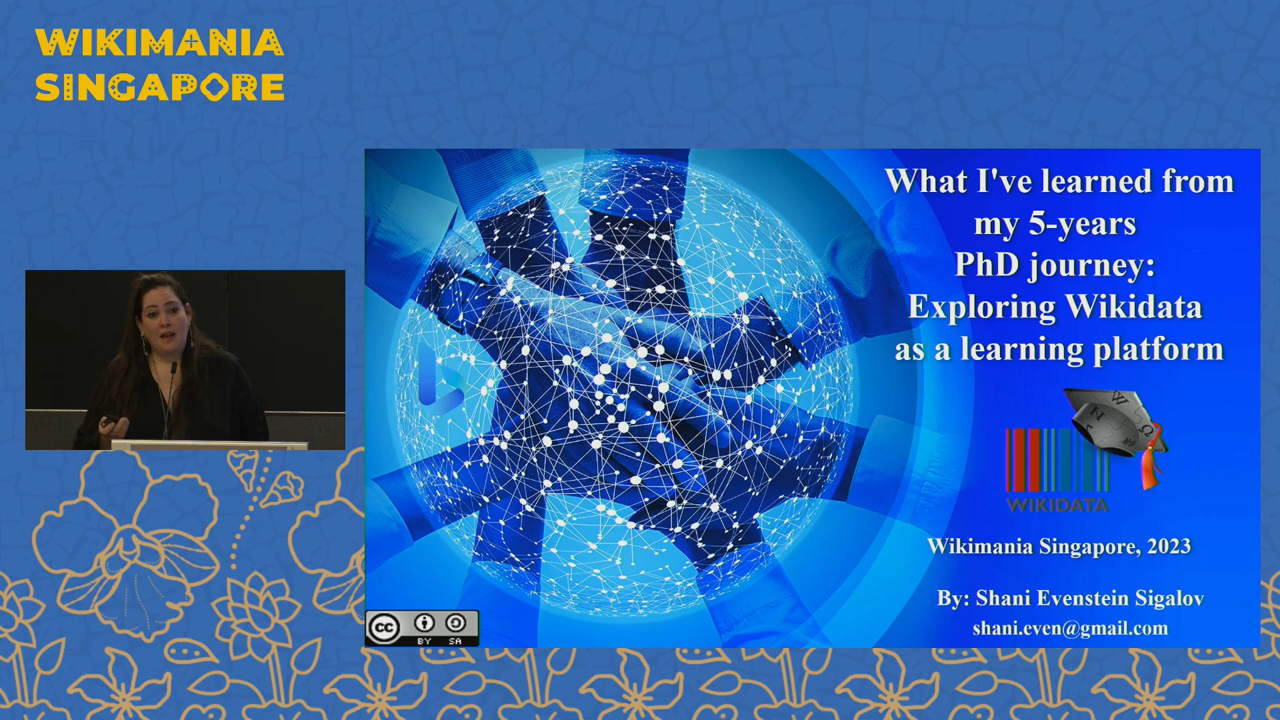 WIKIMANIA
SINGAPORE
What I've learned from
my 5-years
PhD journey:
Exploring Wikidata
as a learning platform
W
N
Ω
WIKIDATA
Wikimania Singapore, 2023
By: Shani Evenstein Sigalov
shani.even@gmail.com
cc
BY SA